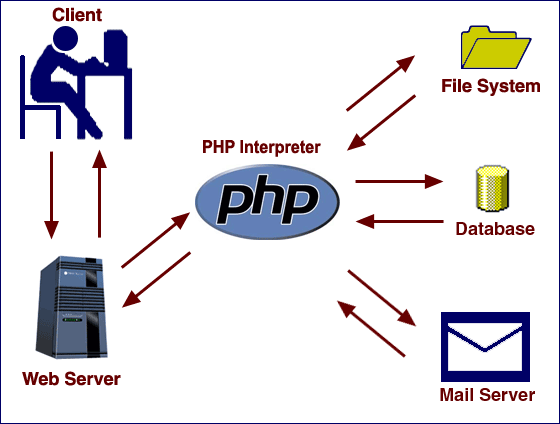 Client
File System
PHP Interpreter
php
Database
Web Server
Mail Server